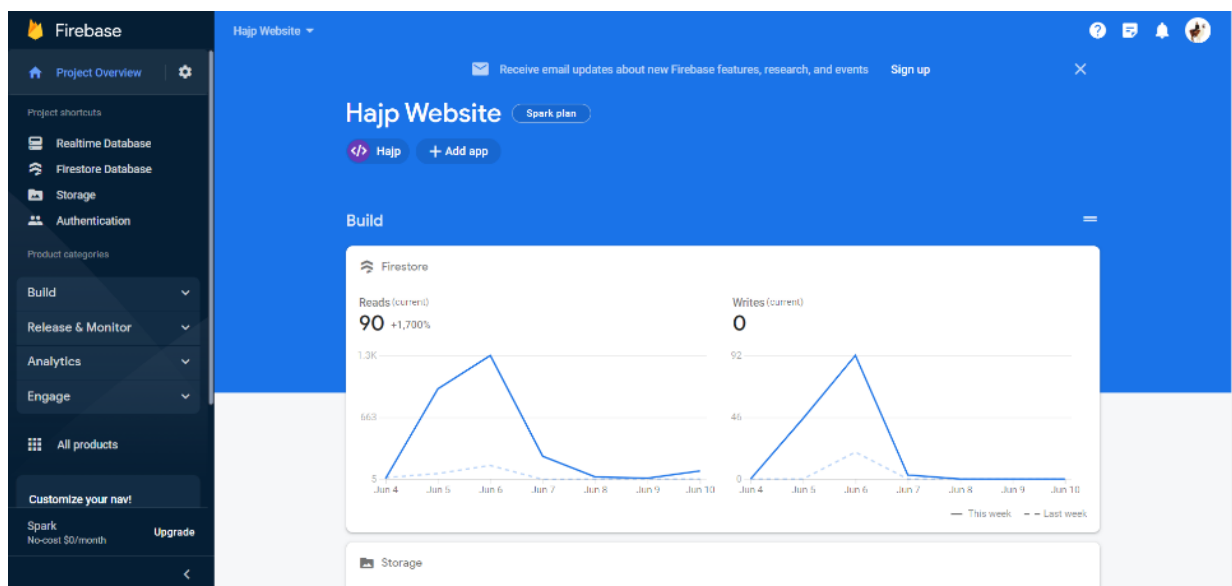 Firebase
Project Overview
Project shortcuts
Realtime Database
Firestore Database
Storage
Authentication
Product categories
Build
Release & Monitor
Analytics
Engage
All products
Customize your nav!
Spark
No-cost $0/month
Upgrade
Hajp Website
Receive email updates about new Firebase features, research, and events Sign up
Hajp Website Spark plan
</> Hajp + Add app
Build
Firestore
Reads (current)
90 +1,700%
1.3K
663
5
Jun 4 Jun 5 Jun 6 Jun 7 Jun 8 Jun 9 Jun 10
Writes (current)
0
92
46
0
Jun 4 Jun 5 Jun 6 Jun 7 Jun 8 Jun 9 Jun 10
This week Last week
Storage